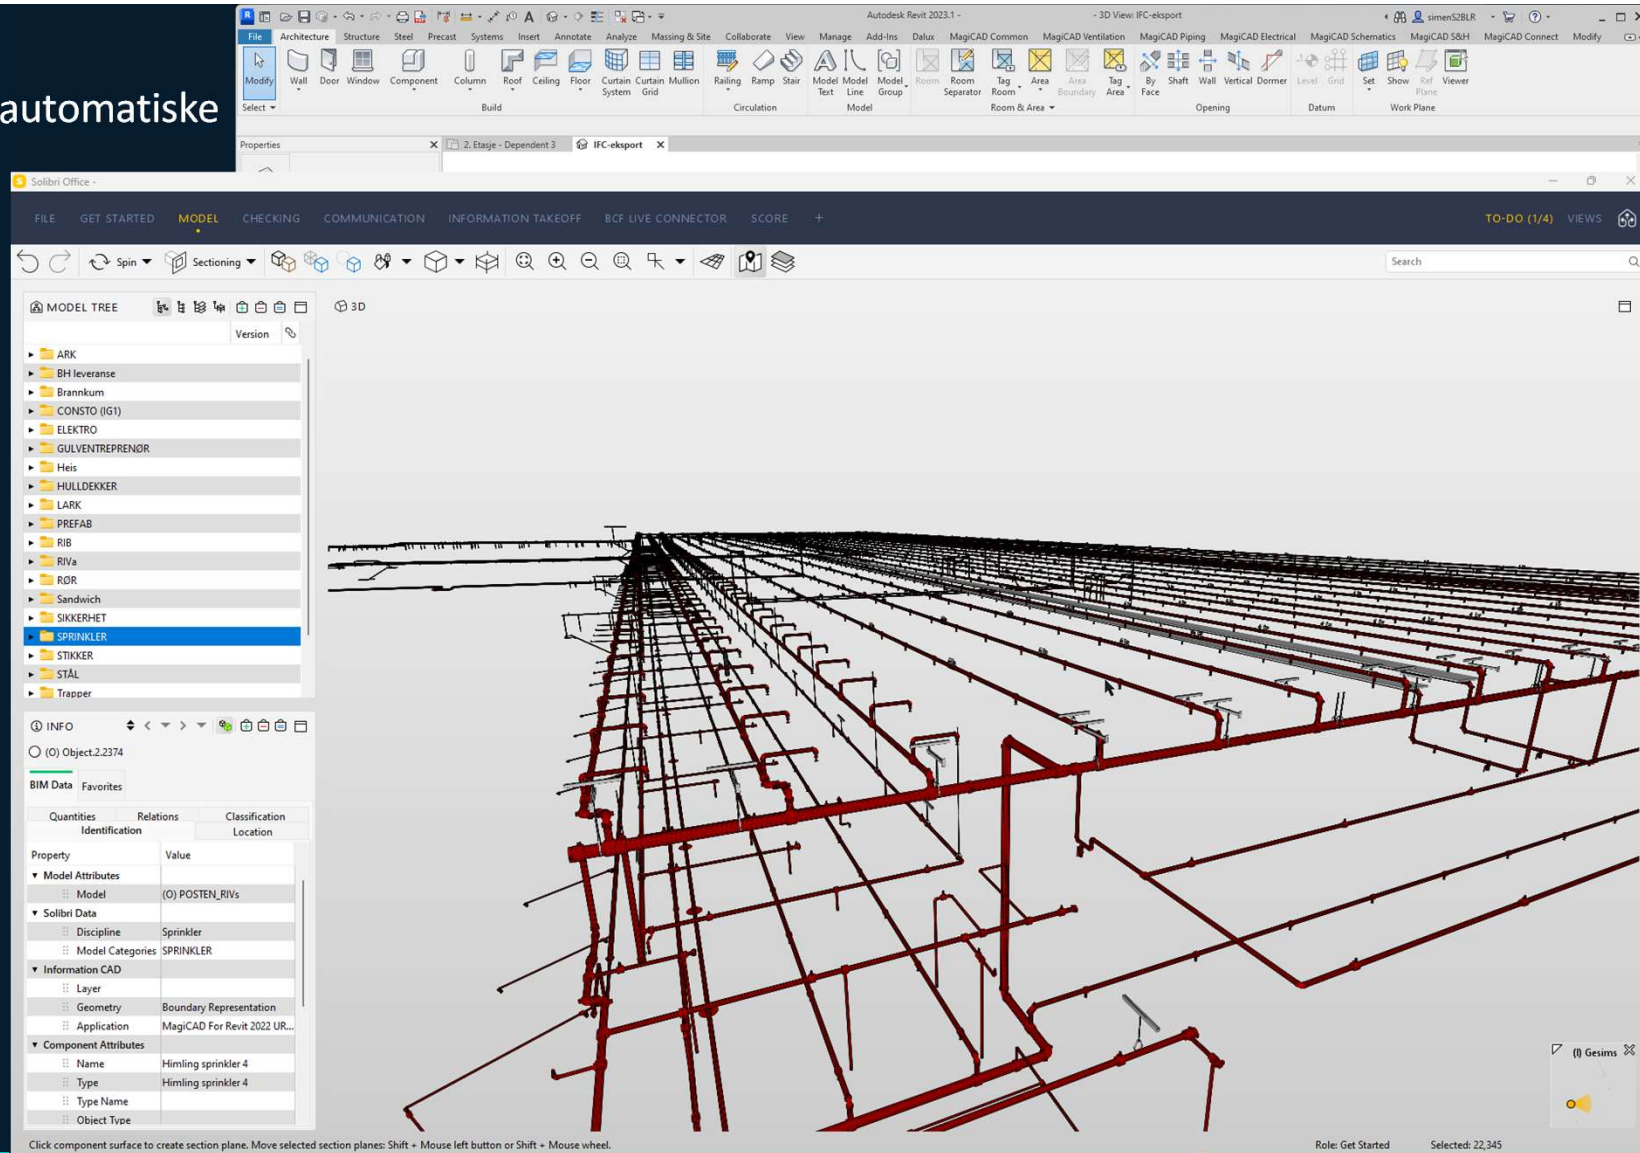 automatiske
Autodesk Revit 2023.1 - - 3D View: IFC-eksport simenS2BLR
File Architecture Structure Steel Precast Systems Insert Annotate Analyze Massing & Site Collaborate View Manage Add-Ins Dalux MagiCAD Common MagiCAD Ventilation MagiCAD Piping MagiCAD Electrical MagiCAD Schematics MagiCAD S&H MagiCAD Connect Modify
Modify Wall Door Window Component Column Roof Ceiling Floor Curtain System Curtain Grid Mullion Railing Ramp Stair Model Text Model Line Model Group Room Room Separator Tag Room Area Area Boundary Tag Area By Face Shaft Wall Vertical Dormer Level Grid Set Show Ref Plane Viewer
Select Build Circulation Model Room & Area Opening Datum Work Plane
Properties 2. Etasje - Dependent 3 IFC-eksport
Solibri Office -
FILE GET STARTED MODEL CHECKING COMMUNICATION INFORMATION TAKEOFF BCF LIVE CONNECTOR SCORE + TO-DO (1/4) VIEWS
Spin Sectioning Search
MODEL TREE
3D
Version
ARK
BH leveranse
Brannkum
CONSTO (IG1)
ELEKTRO
GULVENTREPRENØR
Heis
HULLDEKKER
LARK
PREFAB
RIB
RIVa
RØR
Sandwich
SIKKERHET
SPRINKLER
STIKKER
STÅL
Trapper
INFO
(O) Object.2.2374
BIM Data Favorites
Quantities Relations Classification
Identification Location
Property Value
Model Attributes
Model (O) POSTEN_RIVs
Solibri Data
Discipline Sprinkler
Model Categories SPRINKLER
Information CAD
Layer
Geometry Boundary Representation
Application MagiCAD For Revit 2022 UR...
Component Attributes
Name Himling sprinkler 4
Type Himling sprinkler 4
Type Name
Object Type
(I) Gesims
Click component surface to create section plane. Move selected section planes: Shift + Mouse left button or Shift + Mouse wheel. Role: Get Started Selected: 22,345